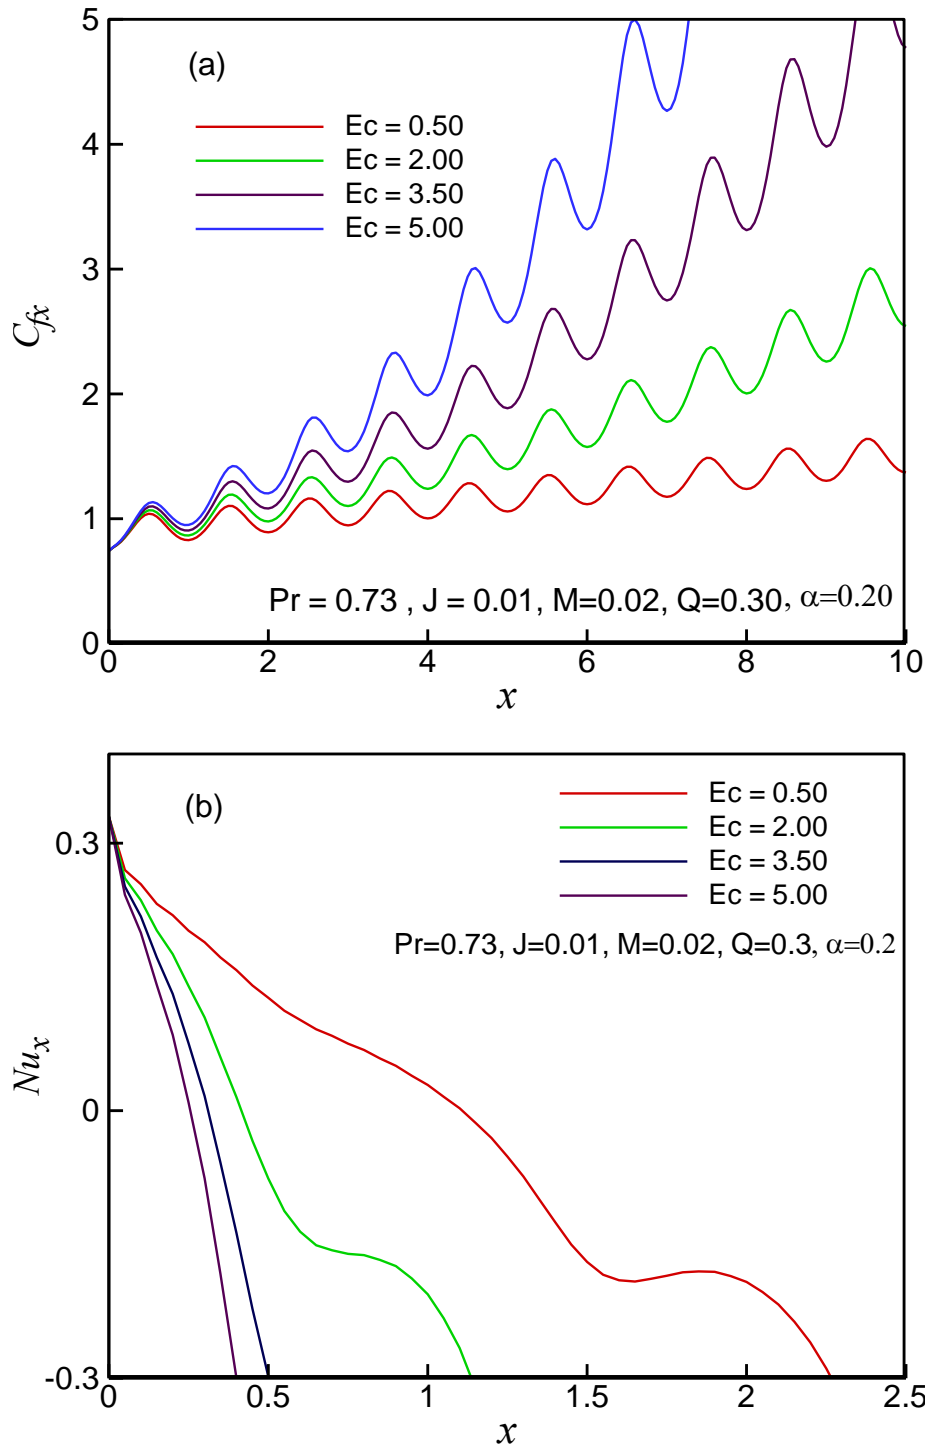 5
(a)
Ec = 0.50
4
Ec = 2.00
Ec = 3.50
Ec = 5.00
3
Cfx
2
1
Pr = 0.73 , J = 0.01, M=0.02, Q=0.30, α=0.20
0
0 2 4 6 8 10
x
(b)
Ec = 0.50
Ec = 2.00
0.3
Ec = 3.50
Ec = 5.00
Pr=0.73, J=0.01, M=0.02, Q=0.3, α=0.2
Nux
0
-0.3
0 0.5 1 1.5 2 2.5
x